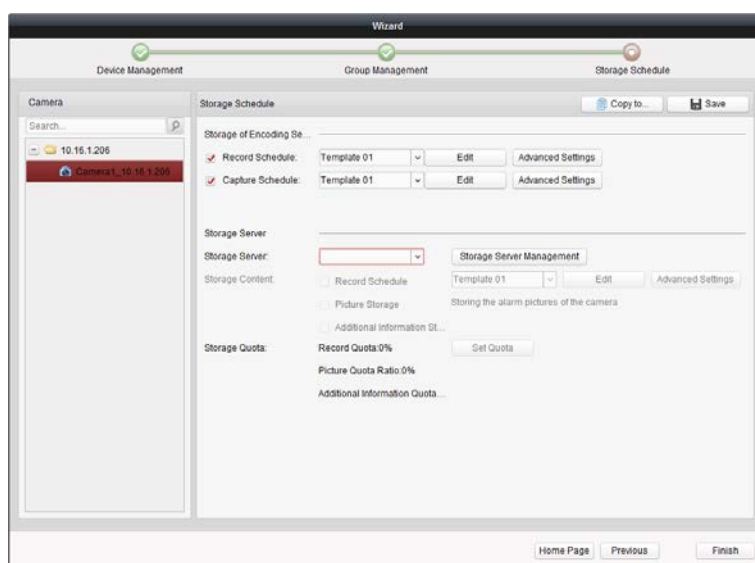 Wizard
Device Management Group Management Storage Schedule
Camera
Search...
10.16.1.206
Camera1_10.16.1.206
Storage Schedule Copy to... Save
Storage of Encoding Se...
Record Schedule: Template 01 Edit Advanced Settings
Capture Schedule: Template 01 Edit Advanced Settings
Storage Server
Storage Server: Storage Server Management
Storage Content: Record Schedule Template 01 Edit Advanced Settings
Picture Storage Storing the alarm pictures of the camera
Additional Information St...
Storage Quota: Record Quota:0% Set Quota
Picture Quota Ratio:0%
Additional Information Quota...
Home Page Previous Finish